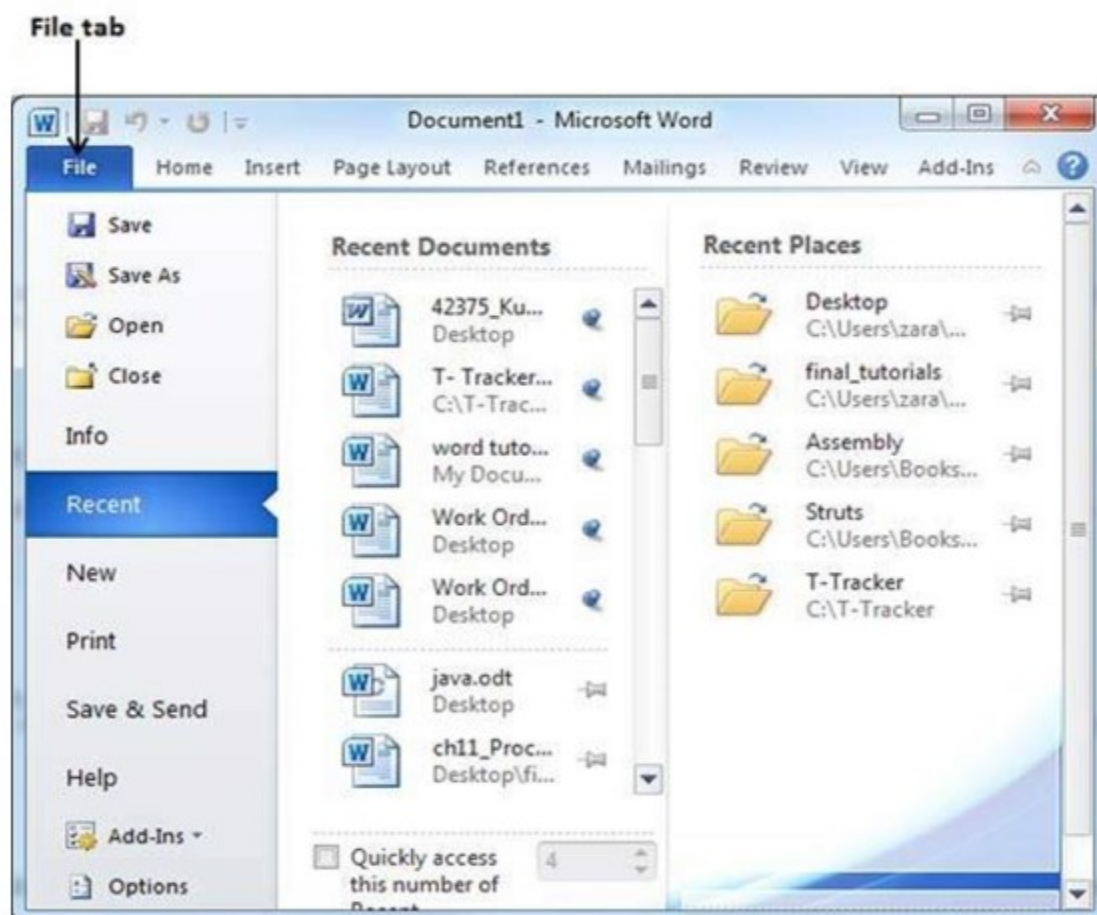 File tab
Document1 - Microsoft Word
File Home Insert Page Layout References Mailings Review View Add-Ins
Save
Save As
Open
Close
Info
Recent
New
Print
Save & Send
Help
Add-Ins
Options
Recent Documents
42375_Ku...
Desktop
T- Tracker...
C:\T-Trac...
word tuto...
My Docu...
Work Ord...
Desktop
Work Ord...
Desktop
java.odt
Desktop
ch11_Proc...
Desktop\fi...
Quickly access
this number of
4
Recent Places
Desktop
C:\Users\zara\...
final_tutorials
C:\Users\zara\...
Assembly
C:\Users\Books...
Struts
C:\Users\Books...
T-Tracker
C:\T-Tracker